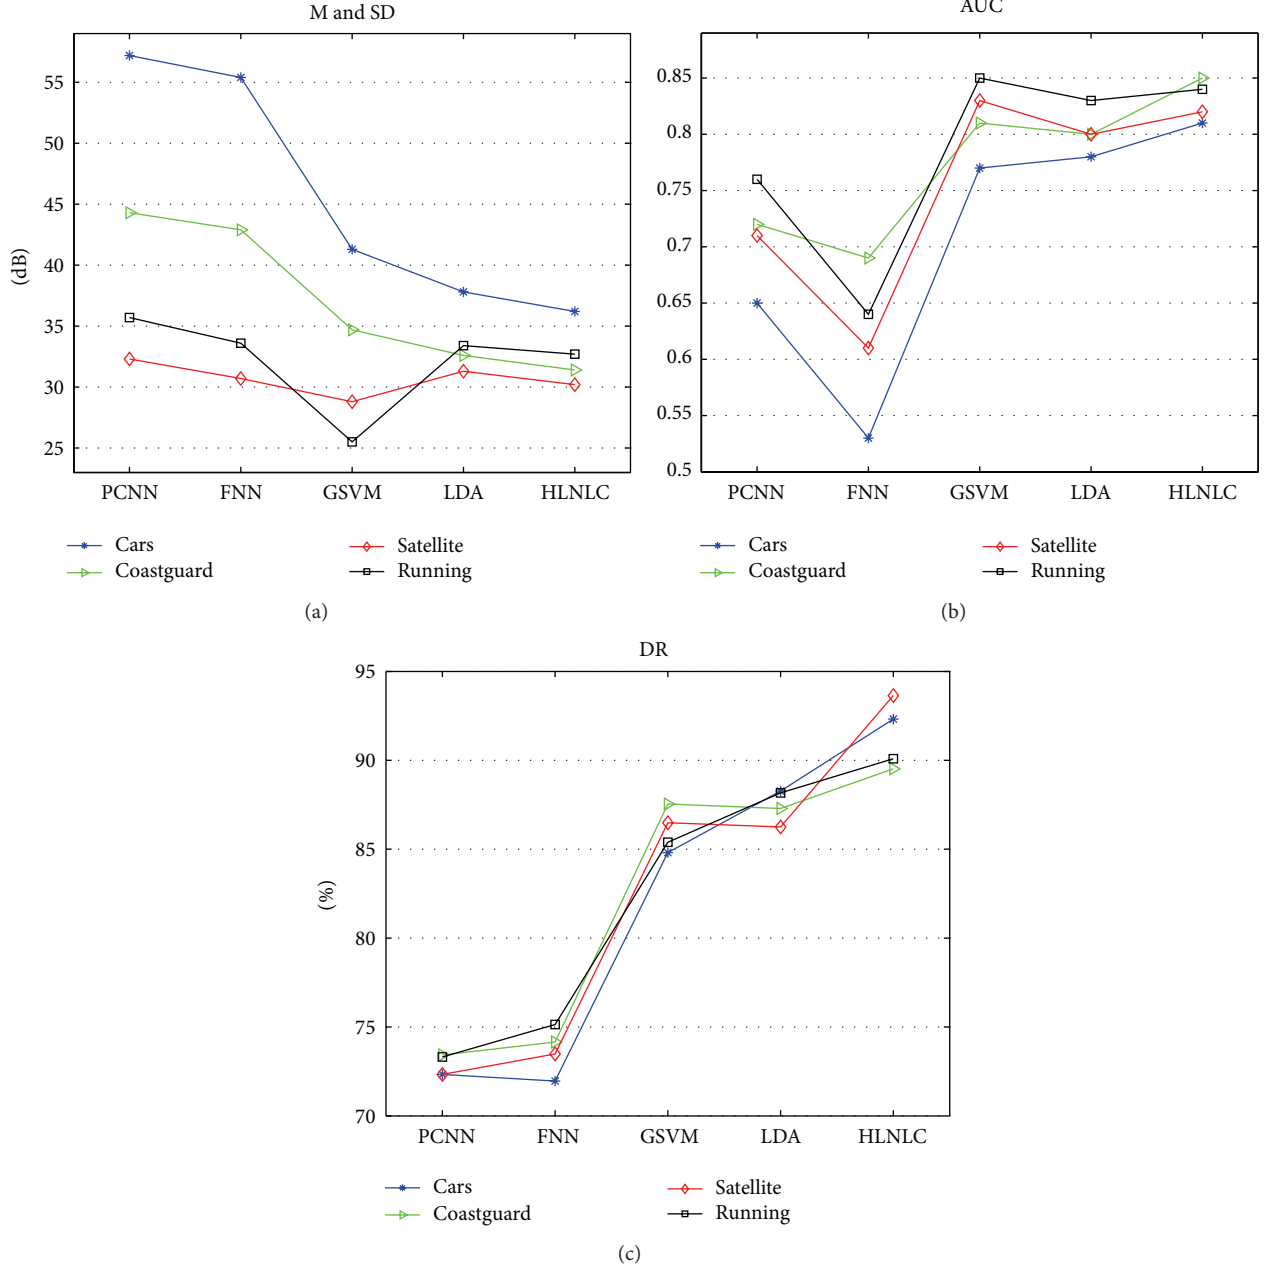 M and SD
55
50
45
40
35
30
25
(dB)
PCNN FNN GSVM LDA HLNLC
Cars Satellite
Coastguard Running
(a)
AUC
0.85
0.8
0.75
0.7
0.65
0.6
0.55
0.5
PCNN FNN GSVM LDA HLNLC
Cars Satellite
Coastguard Running
(b)
DR
95
90
85
80
75
70
(%)
PCNN FNN GSVM LDA HLNLC
Cars Satellite
Coastguard Running
(c)